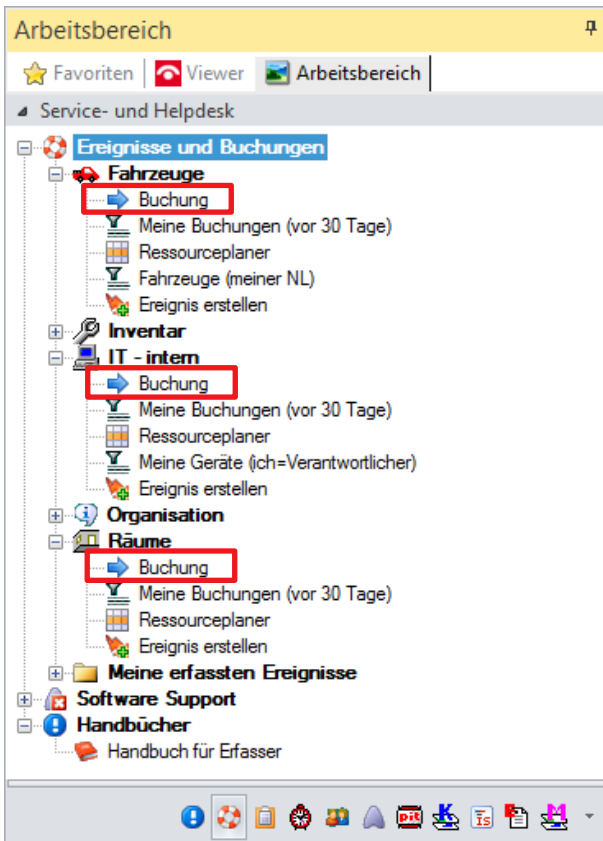 Arbeitsbereich
Favoriten Viewer Arbeitsbereich
Service- und Helpdesk
Ereignisse und Buchungen
Fahrzeuge
Buchung
Meine Buchungen (vor 30 Tage)
Ressourceplaner
Fahrzeuge (meiner NL)
Ereignis erstellen
Inventar
IT - intern
Buchung
Meine Buchungen (vor 30 Tage)
Ressourceplaner
Meine Geräte (ich=Verantwortlicher)
Ereignis erstellen
Organisation
Räume
Buchung
Meine Buchungen (vor 30 Tage)
Ressourceplaner
Ereignis erstellen
Meine erfassten Ereignisse
Software Support
Handbücher
Handbuch für Erfasser
pit K Is M